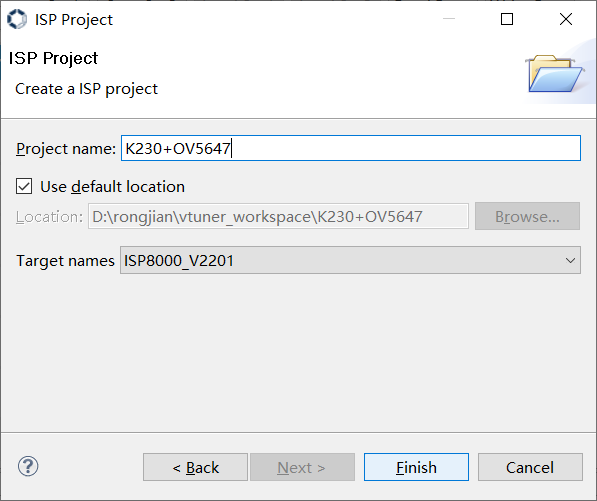 ISP Project
ISP Project
Create a ISP project
Project name: K230+OV5647
Use default location
Location: D:\rongjian\vtuner_workspace\K230+OV5647 Browse...
Target names ISP8000_V2201
< Back Next > Finish Cancel